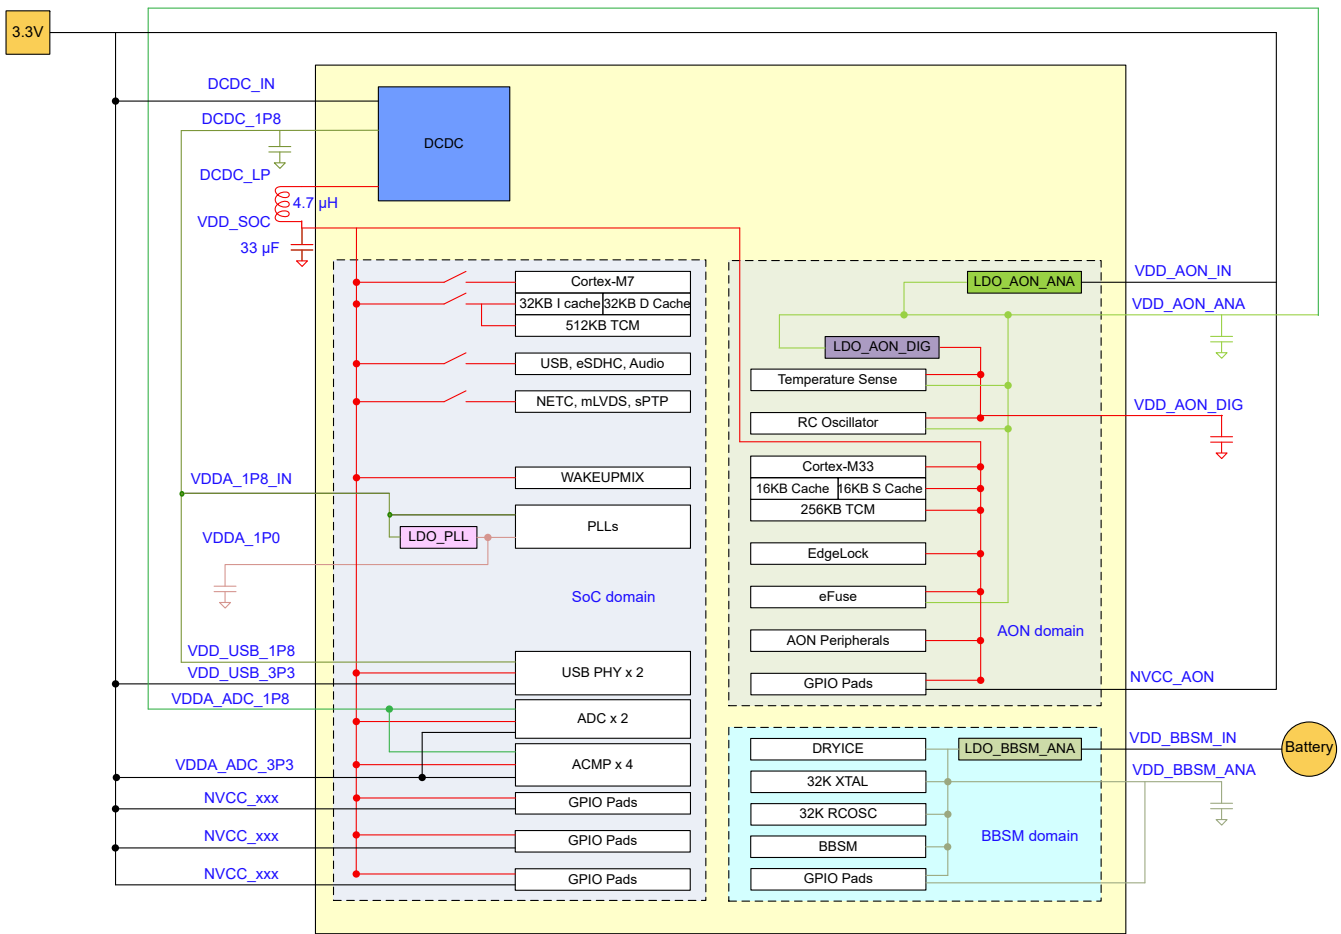 3.3V
DCDC_IN
DCDC_1P8
DCDC
DCDC_LP
4.7 µH
VDD_SOC
33 µF
Cortex-M7
32KB I cache
32KB D Cache
512KB TCM
USB, eSDHC, Audio
NETC, mLVDS, sPTP
WAKEUPMIX
VDDA_1P8_IN
PLLs
LDO_PLL
VDDA_1P0
SoC domain
VDD_USB_1P8
VDD_USB_3P3
USB PHY x 2
VDDA_ADC_1P8
ADC x 2
VDDA_ADC_3P3
ACMP x 4
NVCC_xxx
GPIO Pads
NVCC_xxx
GPIO Pads
NVCC_xxx
GPIO Pads
LDO_AON_ANA
VDD_AON_IN
VDD_AON_ANA
LDO_AON_DIG
Temperature Sense
VDD_AON_DIG
RC Oscillator
Cortex-M33
16KB Cache
16KB S Cache
256KB TCM
EdgeLock
eFuse
AON domain
AON Peripherals
GPIO Pads
NVCC_AON
DRYICE
LDO_BBSM_ANA
VDD_BBSM_IN
Battery
VDD_BBSM_ANA
32K XTAL
32K RCOSC
BBSM domain
BBSM
GPIO Pads